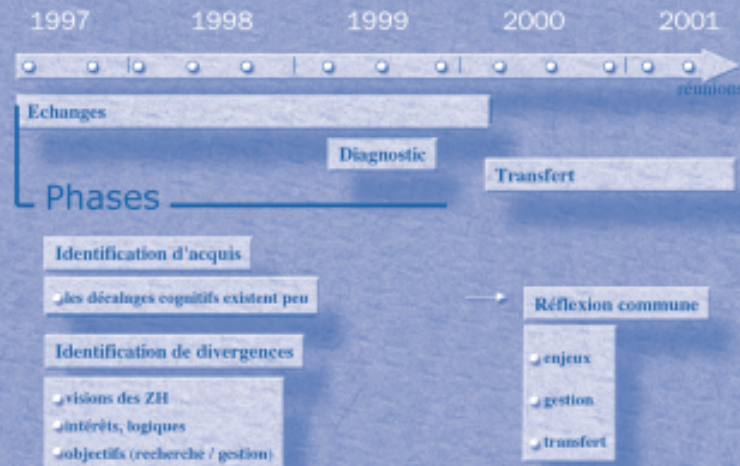 1997 1998 1999 2000 2001
réunions
Echanges
Diagnostic
Transfert
Phases
Identification d'acquis
les décalages cognitifs existent peu
Réflexion commune
Identification de divergences
enjeux
visions des ZH
gestion
intérêts, logiques
transfert
objectifs (recherche / gestion)